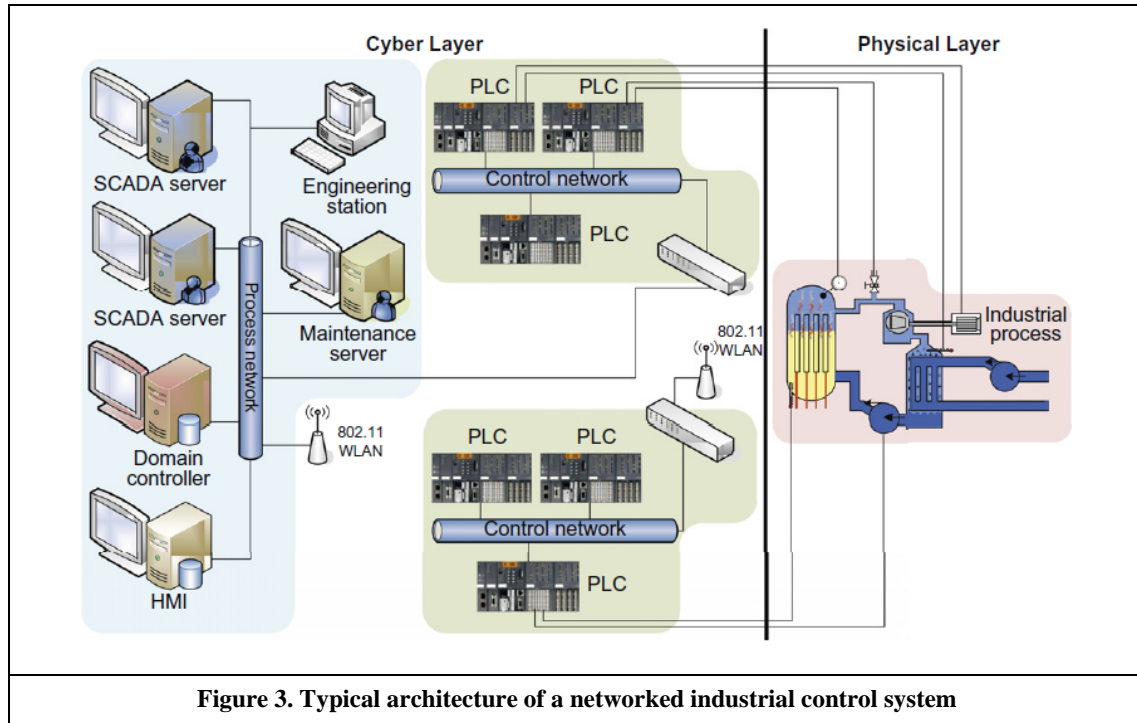 Cyber Layer
Physical Layer
SCADA server
Engineering
station
SCADA server
Maintenance
server
Process network
Domain
controller
802.11
WLAN
HMI
PLC
PLC
Control network
PLC
802.11
WLAN
PLC
PLC
Control network
PLC
Industrial
process
Figure 3. Typical architecture of a networked industrial control system